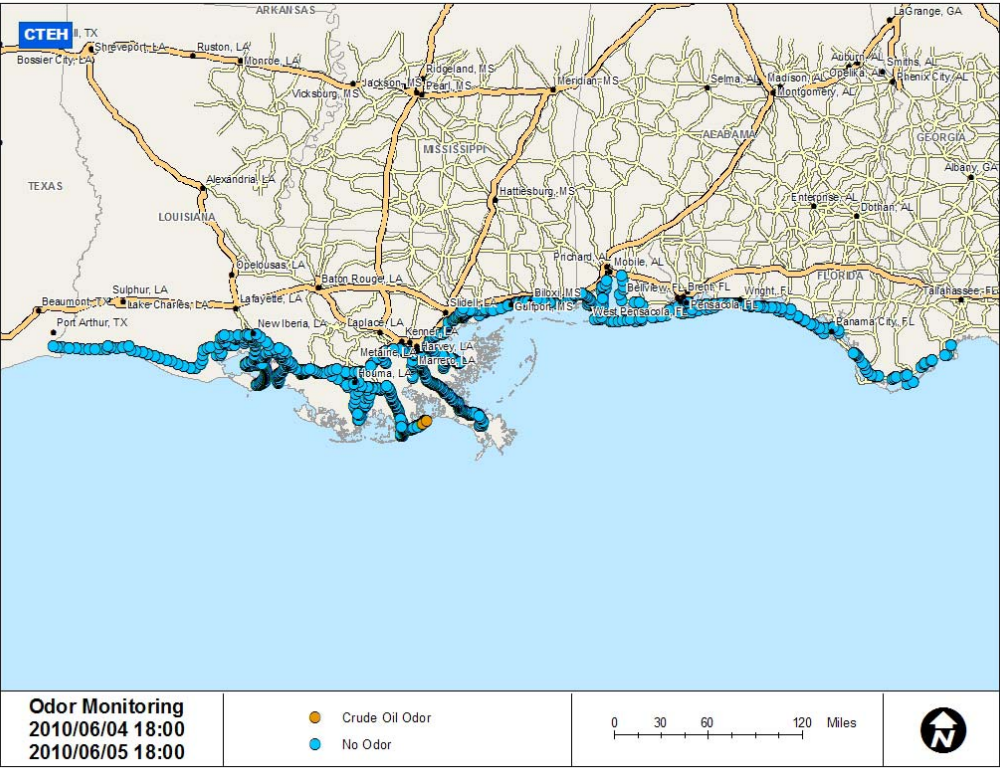 ARKANSAS
LaGrange, GA
CTEH
ll, TX
Shreveport, LA
Ruston, LA
Bossier City, LA
Monroe, LA
Ridgeland, MS
Jackson, MS
Pearl, MS
Vicksburg, MS
Meridian, MS
Selma, AL
Madison, AL
Montgomery, AL
Auburn, AL
Opelika, AL
Smiths, AL
Phenix City, AL
MISSISSIPPI
ALABAMA
GEORGIA
Albany, GA
TEXAS
Alexandria, LA
LOUISIANA
Hattiesburg, MS
Enterprise, AL
Dothan, AL
Opelousas, LA
Baton Rouge, LA
Prichard, AL
Mobile, AL
FLORIDA
Beaumont, TX
Sulphur, LA
Lake Charles, LA
Lafayette, LA
Slidell, LA
Biloxi, MS
Gulfport, MS
Bellview, FL
Brent, FL
West Pensacola, FL
Pensacola, FL
Wright, FL
Tallahassee, FL
Port Arthur, TX
New Iberia, LA
Laplace, LA
Kenner, LA
Metairie, LA
Harvey, LA
Marrero, LA
Houma, LA
Panama City, FL
Odor Monitoring
2010/06/04 18:00
2010/06/05 18:00
Crude Oil Odor
No Odor
0 30 60 120 Miles
N